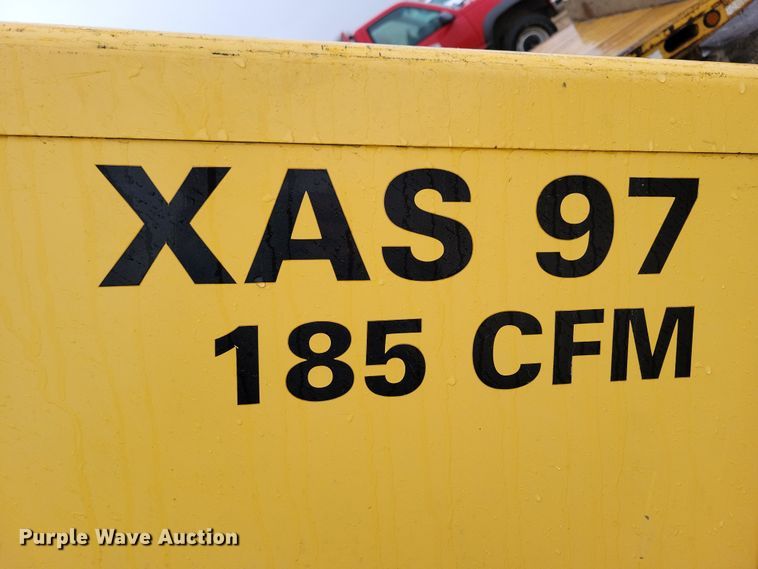 XAS 97
185 CFM
Purple Wave Auction